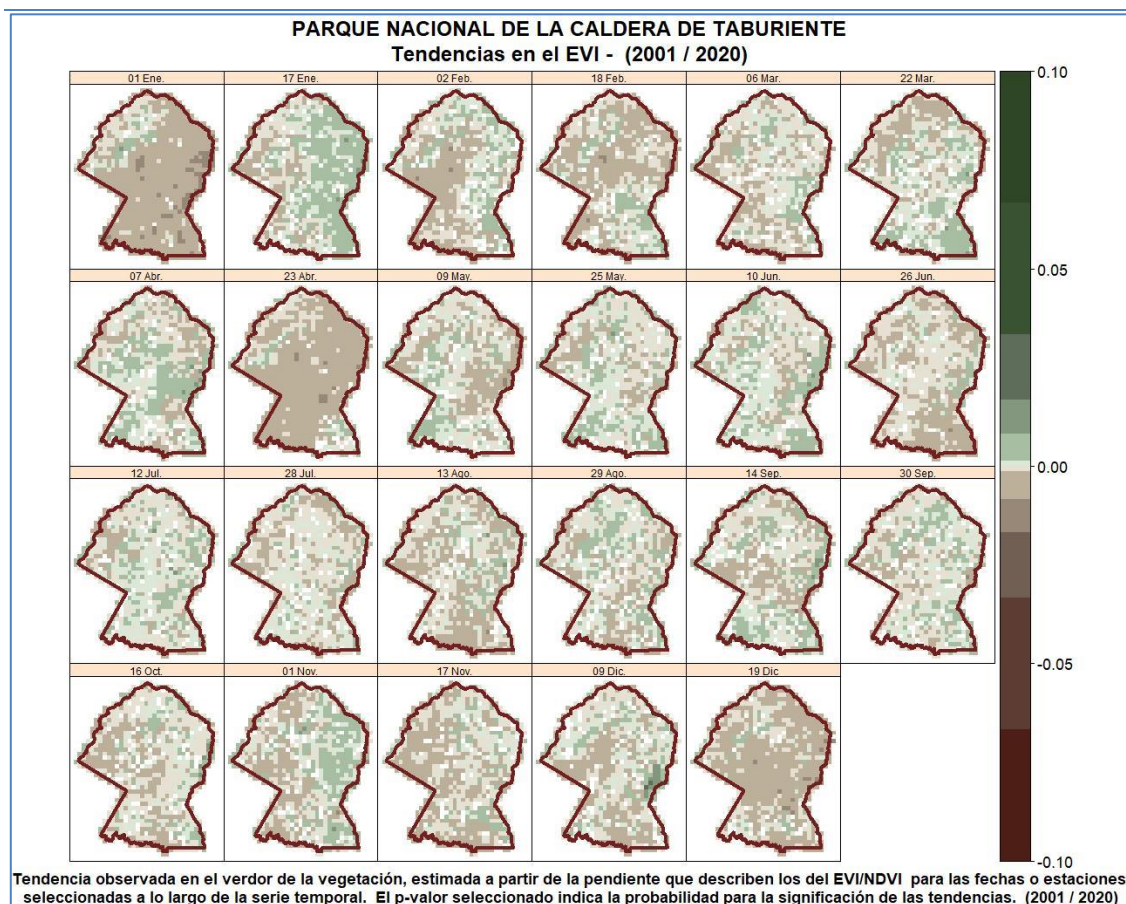 PARQUE NACIONAL DE LA CALDERA DE TABURIENTE
Tendencias en el EVI - (2001 / 2020)
01 Ene. 17 Ene. 02 Feb. 18 Feb. 06 Mar. 22 Mar.
0.10
07 Abr. 23 Abr. 09 May. 25 May. 10 Jun. 26 Jun.
0.05
12 Jul. 28 Jul. 13 Ago. 29 Ago. 14 Sep. 30 Sep.
0.00
16 Oct. 01 Nov. 17 Nov. 09 Dic. 19 Dic
-0.05
-0.10
Tendencia observada en el verdor de la vegetación, estimada a partir de la pendiente que describen los del EVI/NDVI para las fechas o estaciones
seleccionadas a lo largo de la serie temporal. El p-valor seleccionado indica la probabilidad para la significación de las tendencias. (2001 / 2020)